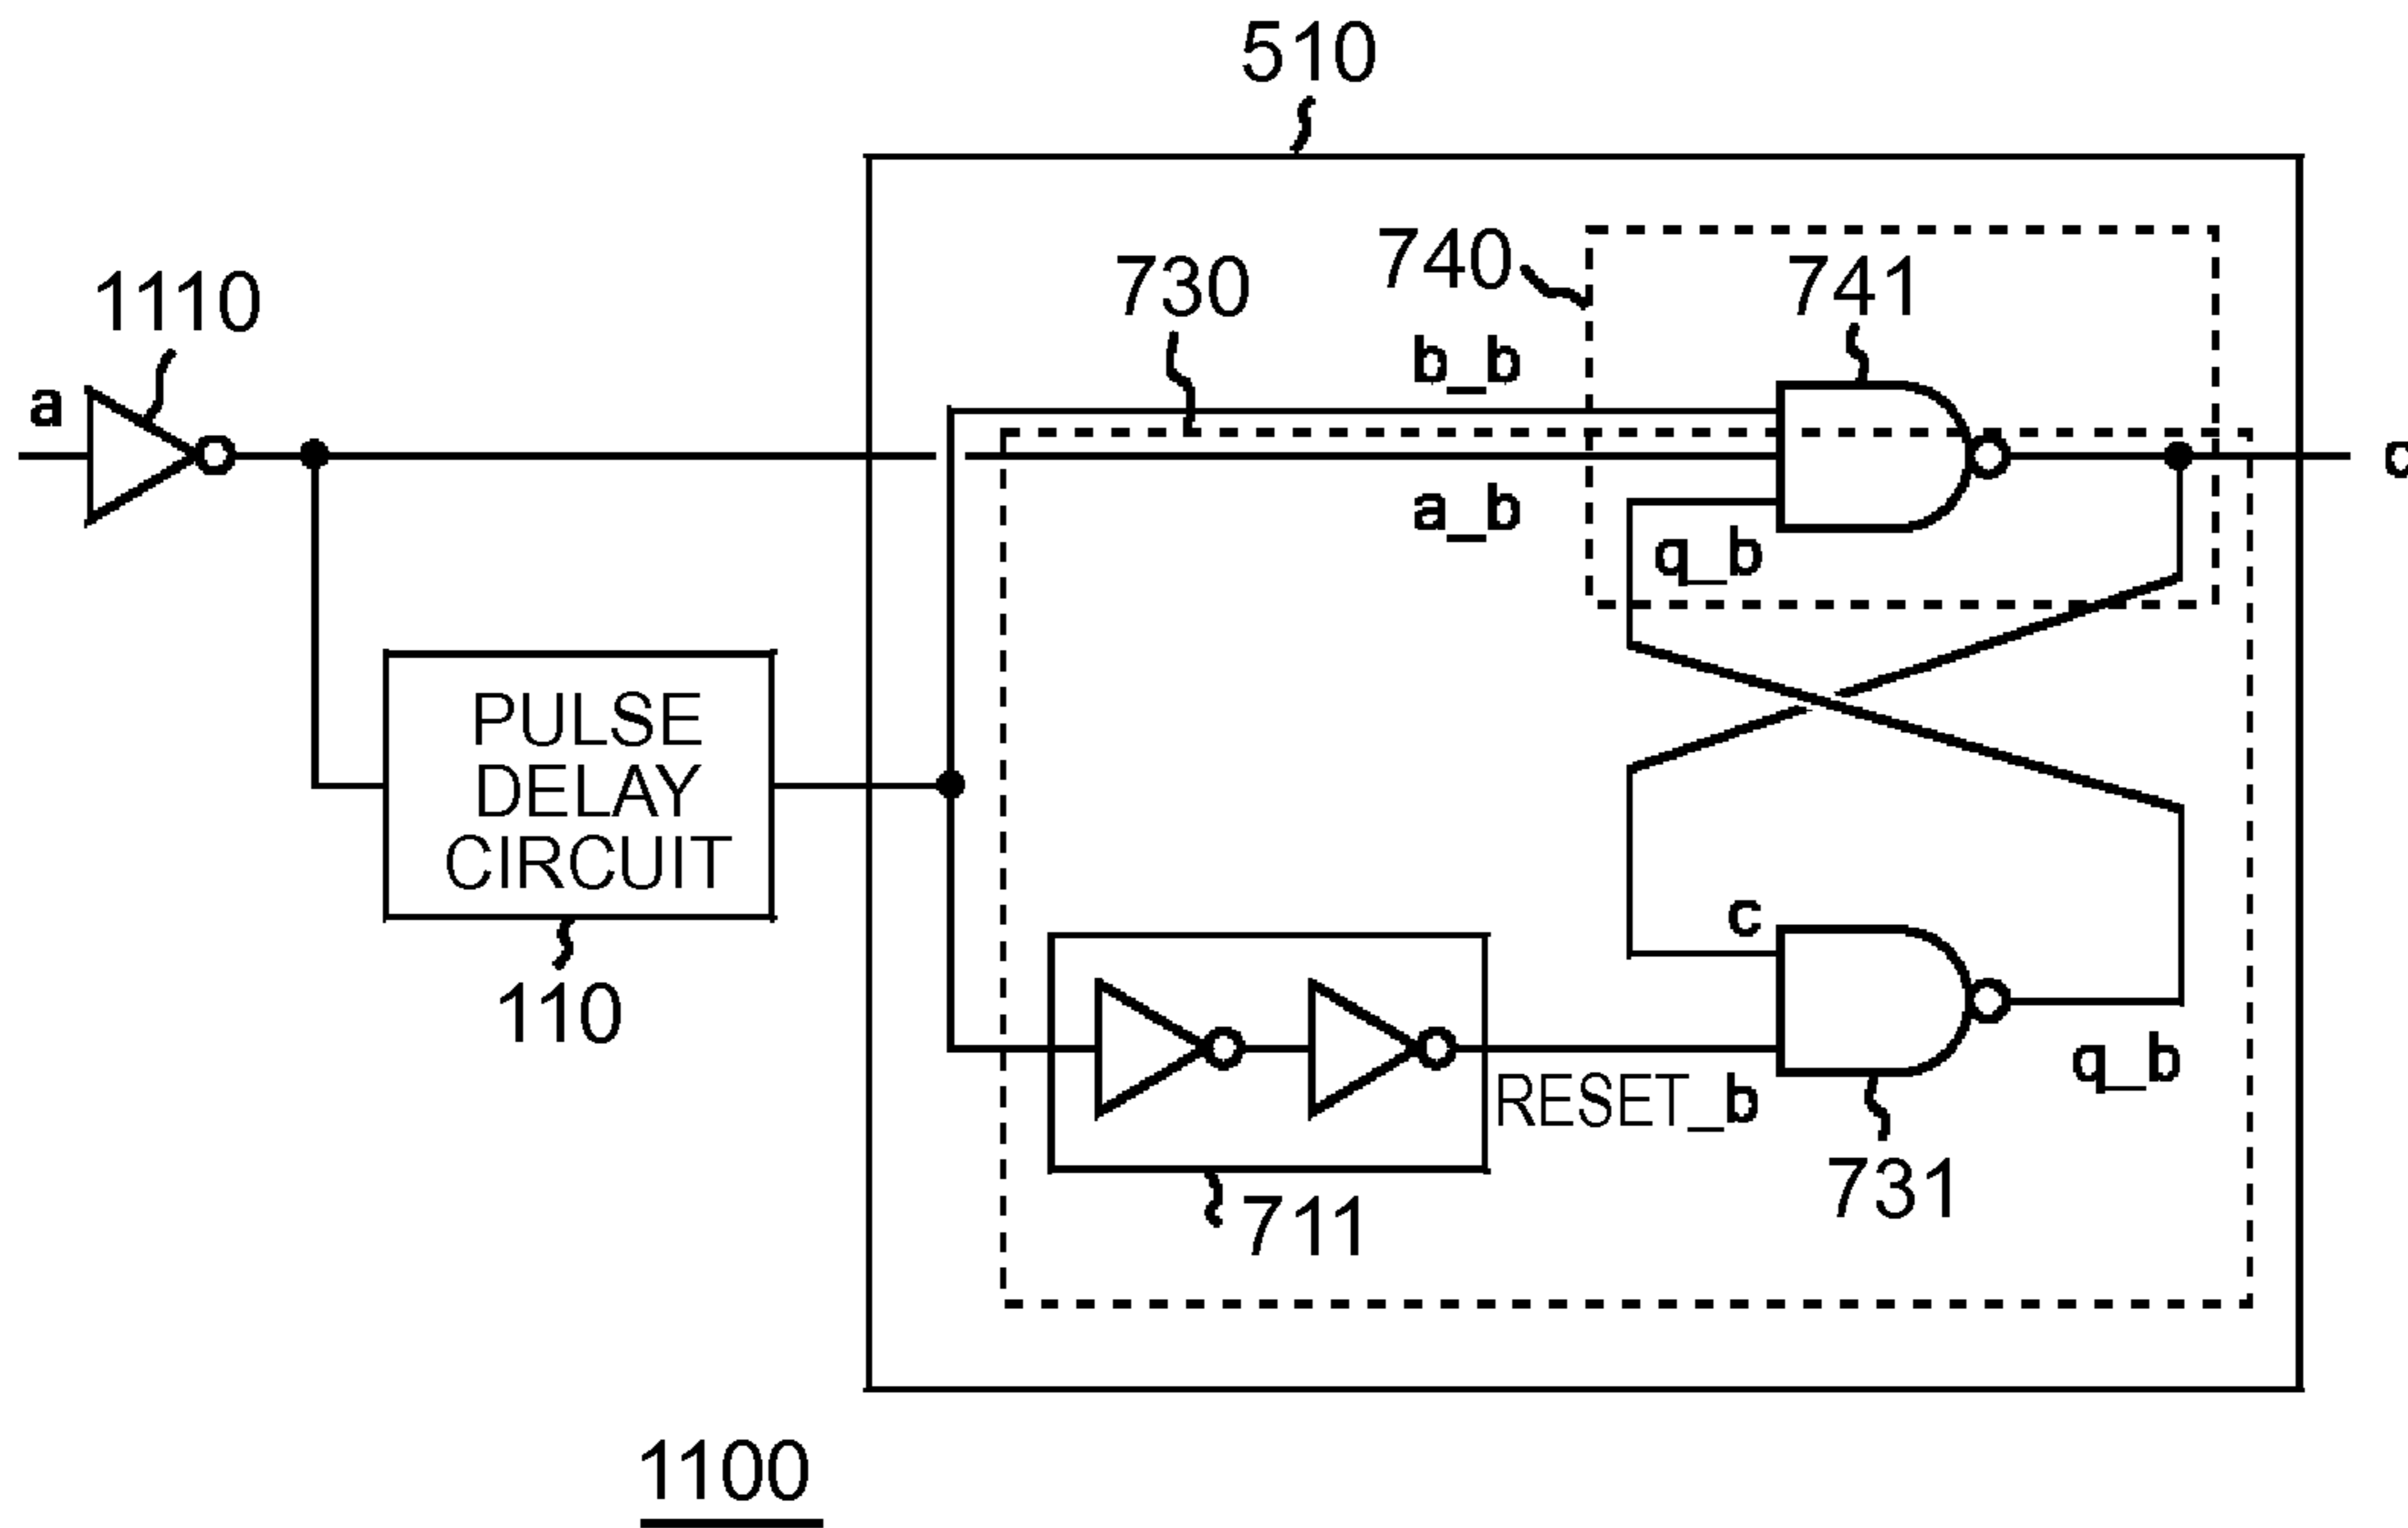 510
730
740
741
1110
b_b
a
a_b
q_b
PULSE
DELAY
CIRCUIT
c
110
q_b
RESET_b
731
711
1100